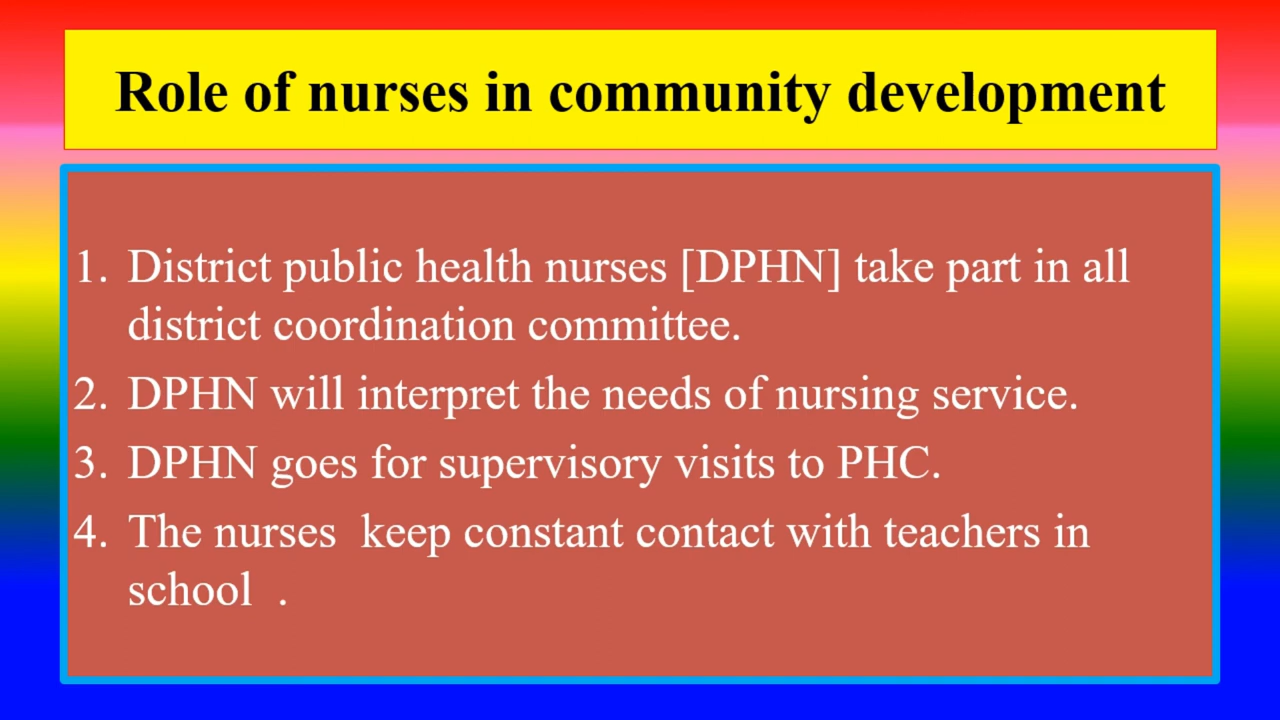 Role of nurses in community development
1. District public health nurses [DPHN] take part in all
district coordination committee.
2. DPHN will interpret the needs of nursing service.
3. DPHN goes for supervisory visits to PHC.
4. The nurses  keep constant contact with teachers in
school  .